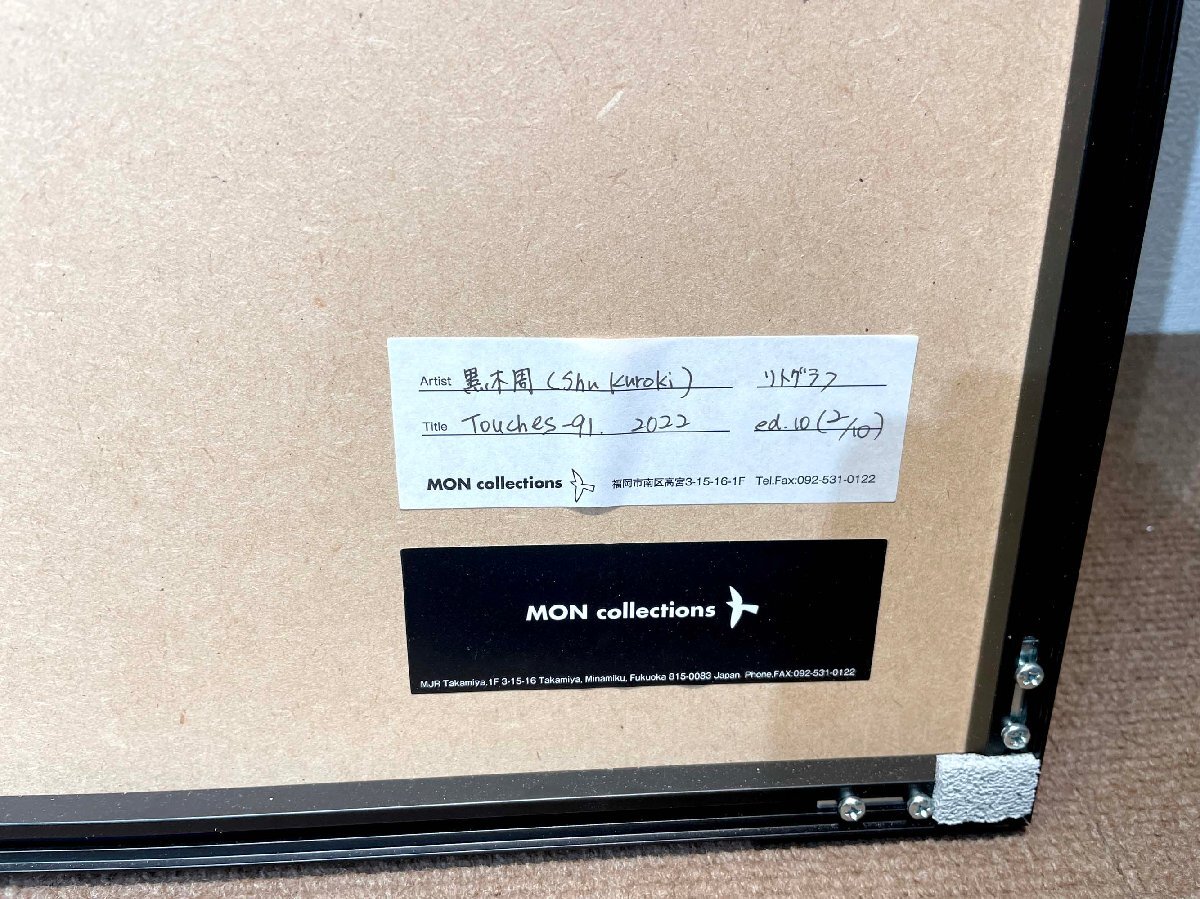 Artist 黒木周 (Shu Kuroki) リトグラフ
Title Touches-91. 2022 ed.10 (2/10)
MON collections 福岡市南区高宮3-15-16-1F Tel.Fax:092-531-0122
MON collections
MJR Takamiya,1F 3-15-16 Takamiya, Minamiku, Fukuoka 815-0083 Japan Phone,FAX:092-531-0122